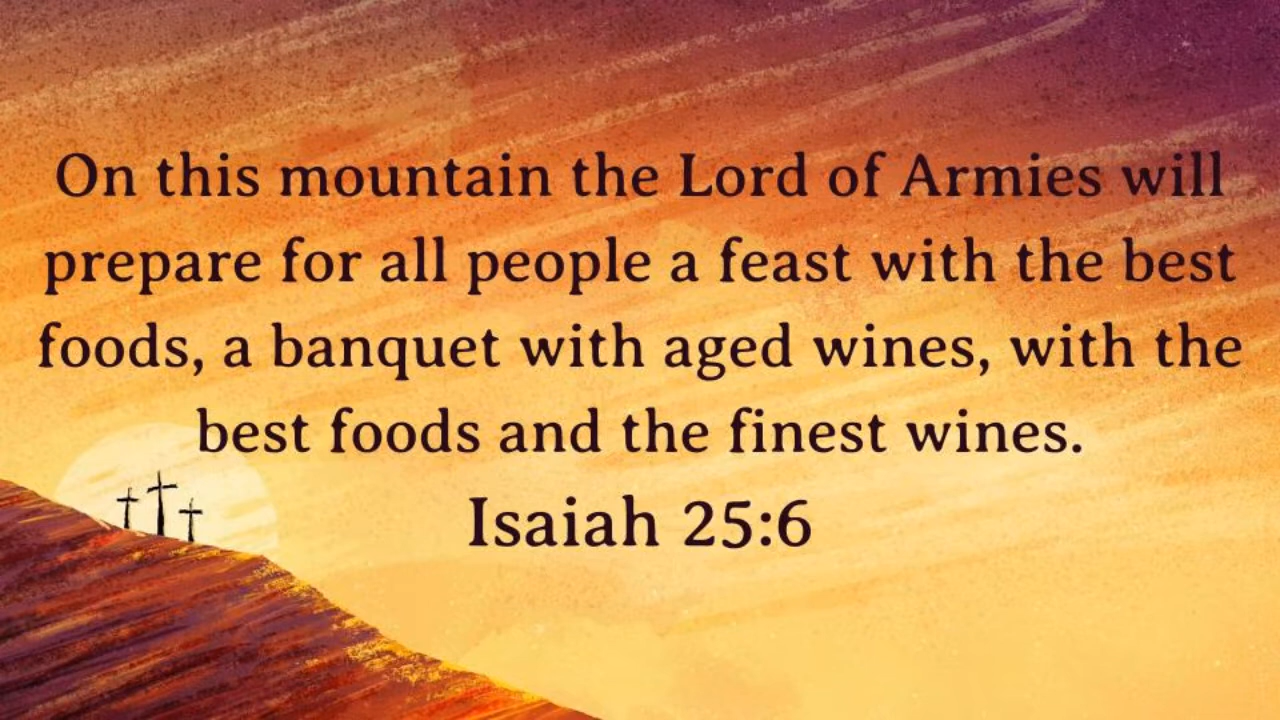 On this mountain the Lord of Armies will
prepare for all people a feast with the best
foods, a banquet with aged wines, with the
best foods and the finest wines.
Isaiah 25:6